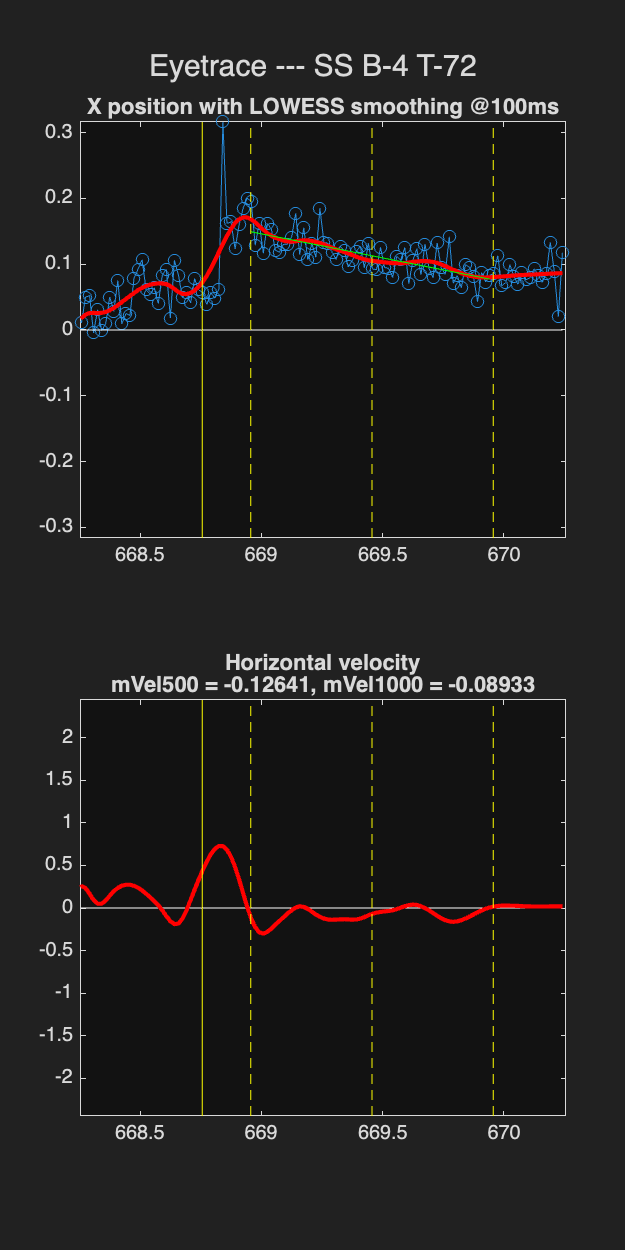 Eyetrace --- SS B-4 T-72
X position with LOWESS smoothing @100ms
0.3
0.2
0.1
0
-0.1
-0.2
-0.3
668.5 669 669.5 670
Horizontal velocity
mVel500 = -0.12641, mVel1000 = -0.08933
2
1.5
1
0.5
0
-0.5
-1
-1.5
-2
668.5 669 669.5 670